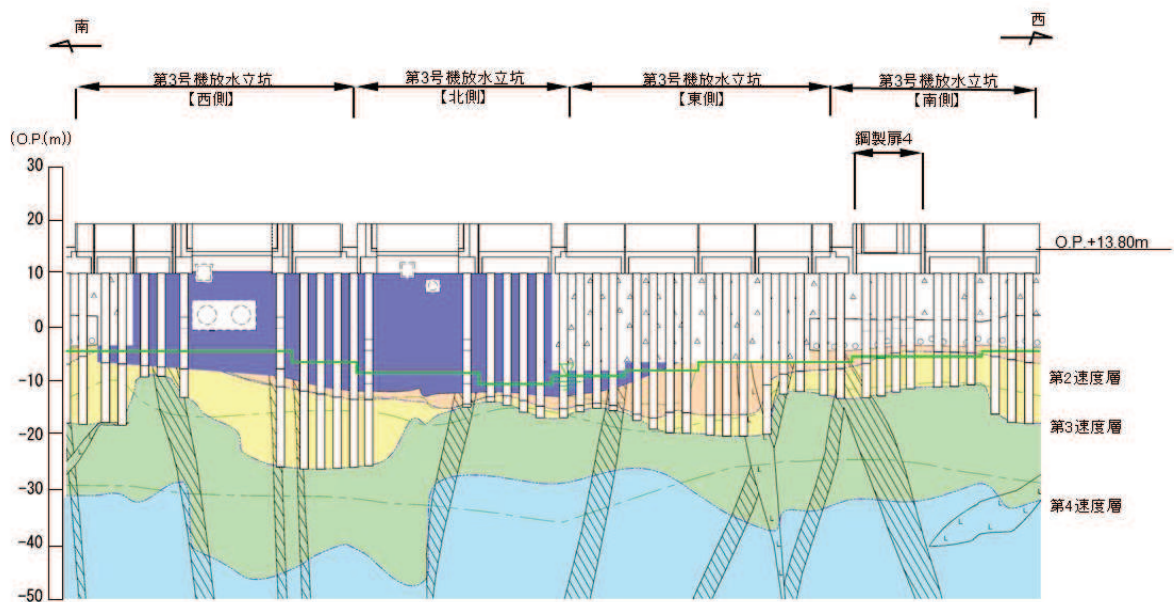 南
西
第3号機放水立坑
【西側】
第3号機放水立坑
【北側】
第3号機放水立坑
【東側】
第3号機放水立坑
【南側】
(O.P.(m))
鋼製扉4
30
20
O.P.+13.80m
10
0
-10
第2速度層
-20
第3速度層
-30
第4速度層
-40
-50